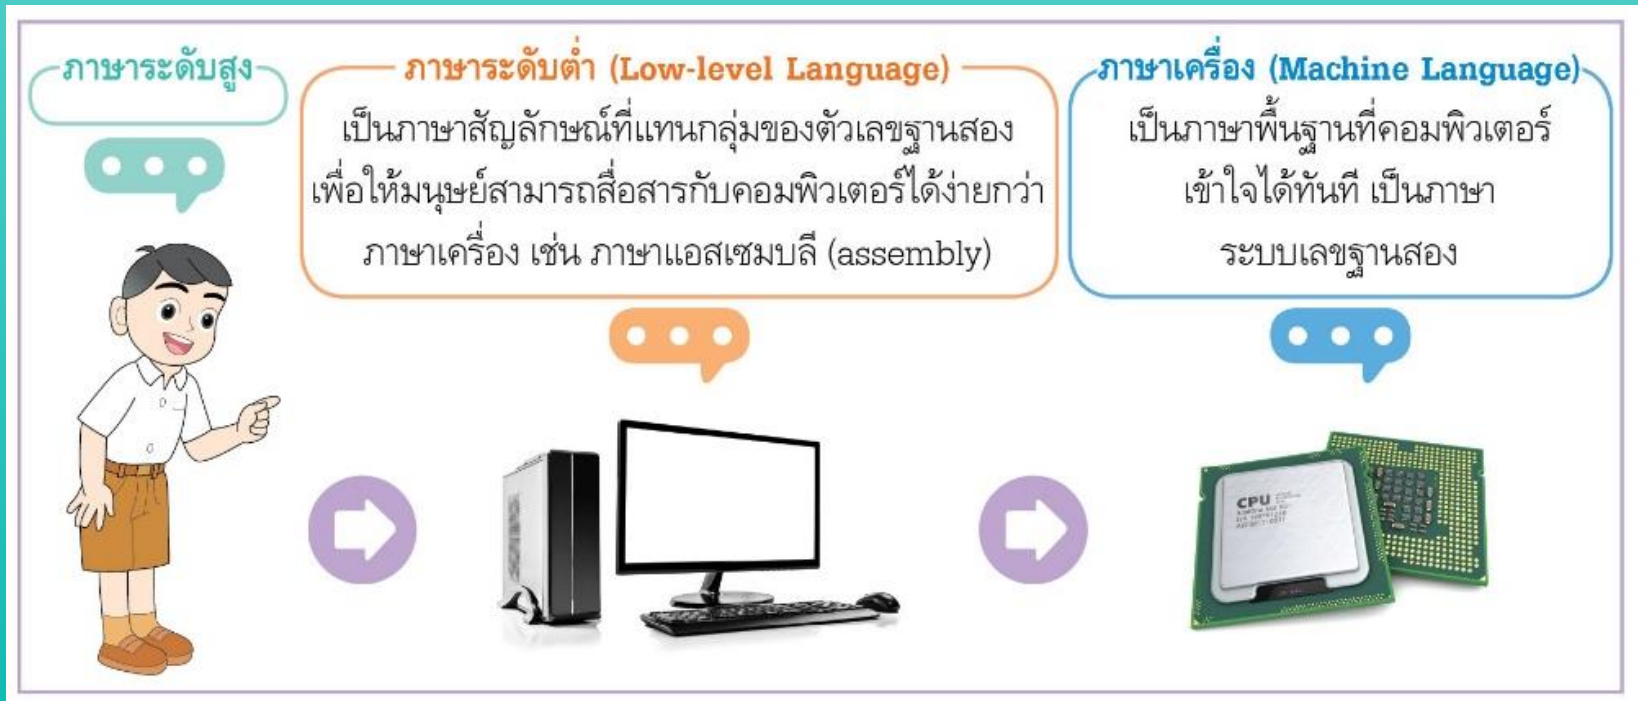 ภาษาระดับสูง
ภาษาระดับต่ำ (Low-level Language)
เป็นภาษาสัญลักษณ์ที่แทนกลุ่มของตัวเลขฐานสอง
เพื่อให้มนุษย์สามารถสื่อสารกับคอมพิวเตอร์ได้ง่ายกว่า
ภาษาเครื่อง เช่น ภาษาแอสเซมบลี (assembly)
ภาษาเครื่อง (Machine Language)
เป็นภาษาพื้นฐานที่คอมพิวเตอร์
เข้าใจได้ทันที เป็นภาษา
ระบบเลขฐานสอง
CPU